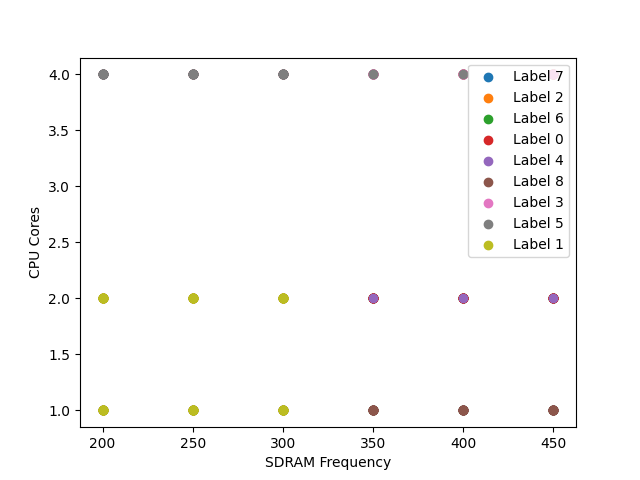 4.0
3.5
3.0
2.5
2.0
1.5
1.0
CPU Cores
200 250 300 350 400 450
SDRAM Frequency
Label 7
Label 2
Label 6
Label 0
Label 4
Label 8
Label 3
Label 5
Label 1